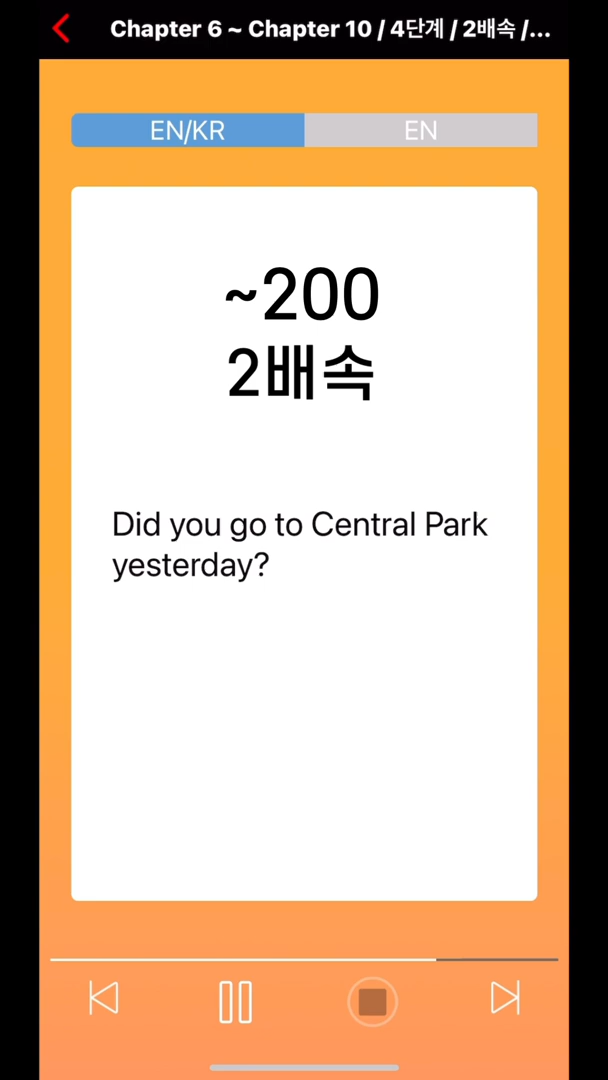 Chapter 6 ~ Chapter 10 / 4단계 / 2배속 /...
EN/KR
EN
~200
2배속
Did you go to Central Park
yesterday?